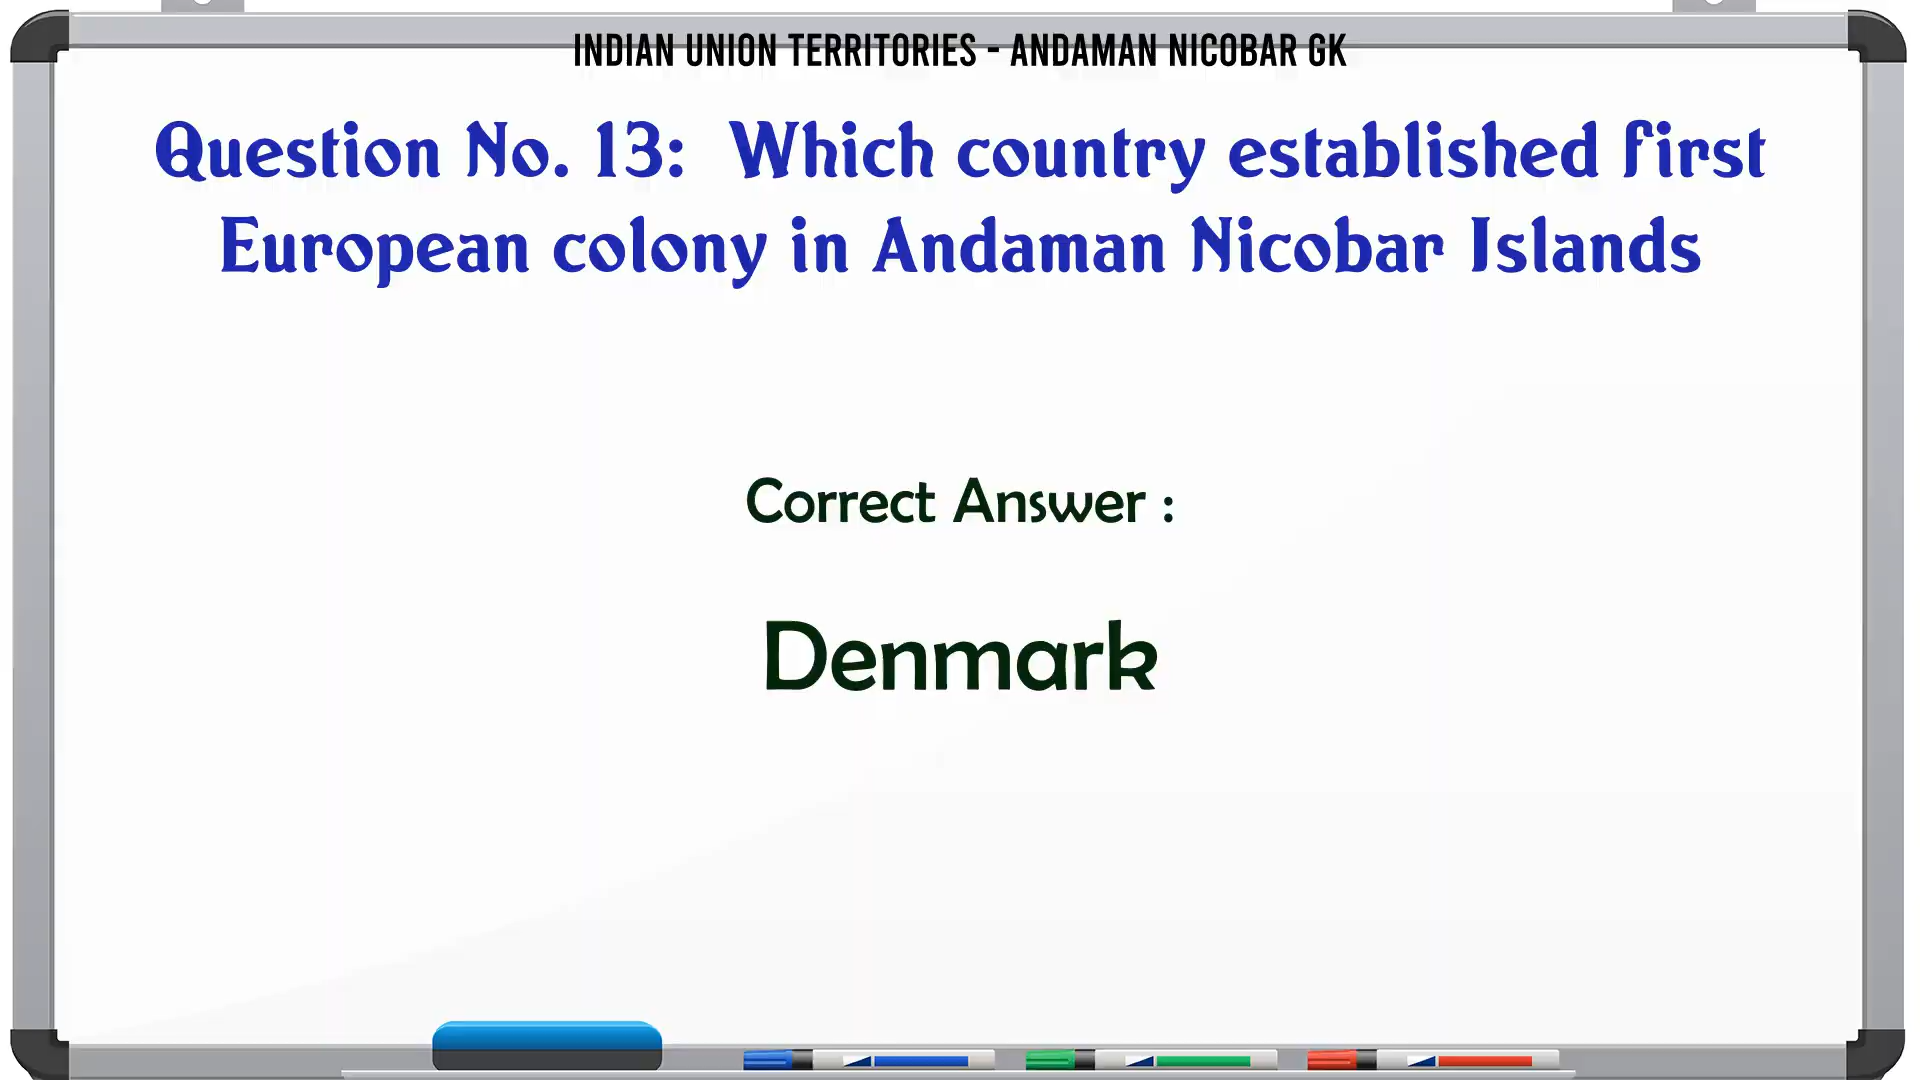 INDIAN UNION TERRITORIES - ANDAMAN NICOBAR GK
Question No. 13: Which country established first
European colony in Andaman Nicobar Islands
Correct Answer :
Denmark